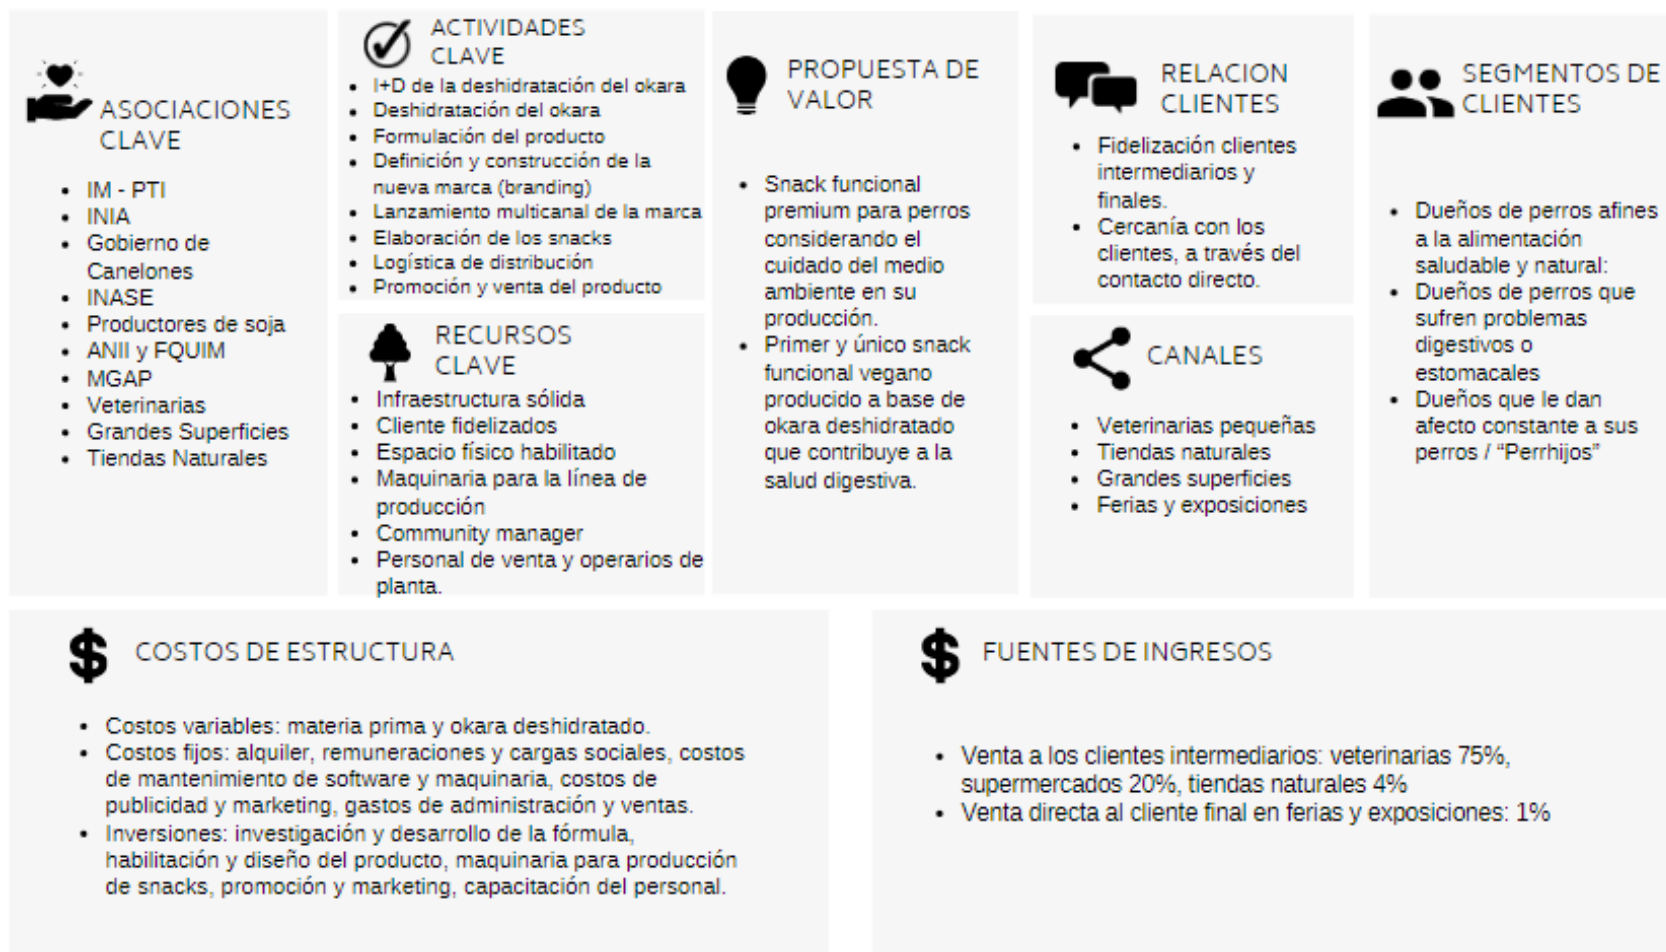 ASOCIACIONES
CLAVE
• IM - PTI
• INIA
• Gobierno de
Canelones
• INASE
• Productores de soja
• ANII y FQUIM
• MGAP
• Veterinarias
• Grandes Superficies
• Tiendas Naturales
ACTIVIDADES
CLAVE
• I+D de la deshidratación del okara
• Deshidratación del okara
• Formulación del producto
• Definición y construcción de la
nueva marca (branding)
• Lanzamiento multicanal de la marca
• Elaboración de los snacks
• Logística de distribución
• Promoción y venta del producto
RECURSOS
CLAVE
• Infraestructura sólida
• Cliente fidelizados
• Espacio físico habilitado
• Maquinaria para la línea de
producción
• Community manager
• Personal de venta y operarios de
planta.
PROPUESTA DE
VALOR
• Snack funcional
premium para perros
considerando el
cuidado del medio
ambiente en su
producción.
• Primer y único snack
funcional vegano
producido a base de
okara deshidratado
que contribuye a la
salud digestiva.
RELACION
CLIENTES
• Fidelización clientes
intermediarios y
finales.
• Cercanía con los
clientes, a través del
contacto directo.
CANALES
• Veterinarias pequeñas
• Tiendas naturales
• Grandes superficies
• Ferias y exposiciones
SEGMENTOS DE
CLIENTES
• Dueños de perros afines
a la alimentación
saludable y natural:
• Dueños de perros que
sufren problemas
digestivos o
estomacales
• Dueños que le dan
afecto constante a sus
perros / “Perrhijos”
$ COSTOS DE ESTRUCTURA
• Costos variables: materia prima y okara deshidratado.
• Costos fijos: alquiler, remuneraciones y cargas sociales, costos
de mantenimiento de software y maquinaria, costos de
publicidad y marketing, gastos de administración y ventas.
• Inversiones: investigación y desarrollo de la fórmula,
habilitación y diseño del producto, maquinaria para producción
de snacks, promoción y marketing, capacitación del personal.
$ FUENTES DE INGRESOS
• Venta a los clientes intermediarios: veterinarias 75%,
supermercados 20%, tiendas naturales 4%
• Venta directa al cliente final en ferias y exposiciones: 1%